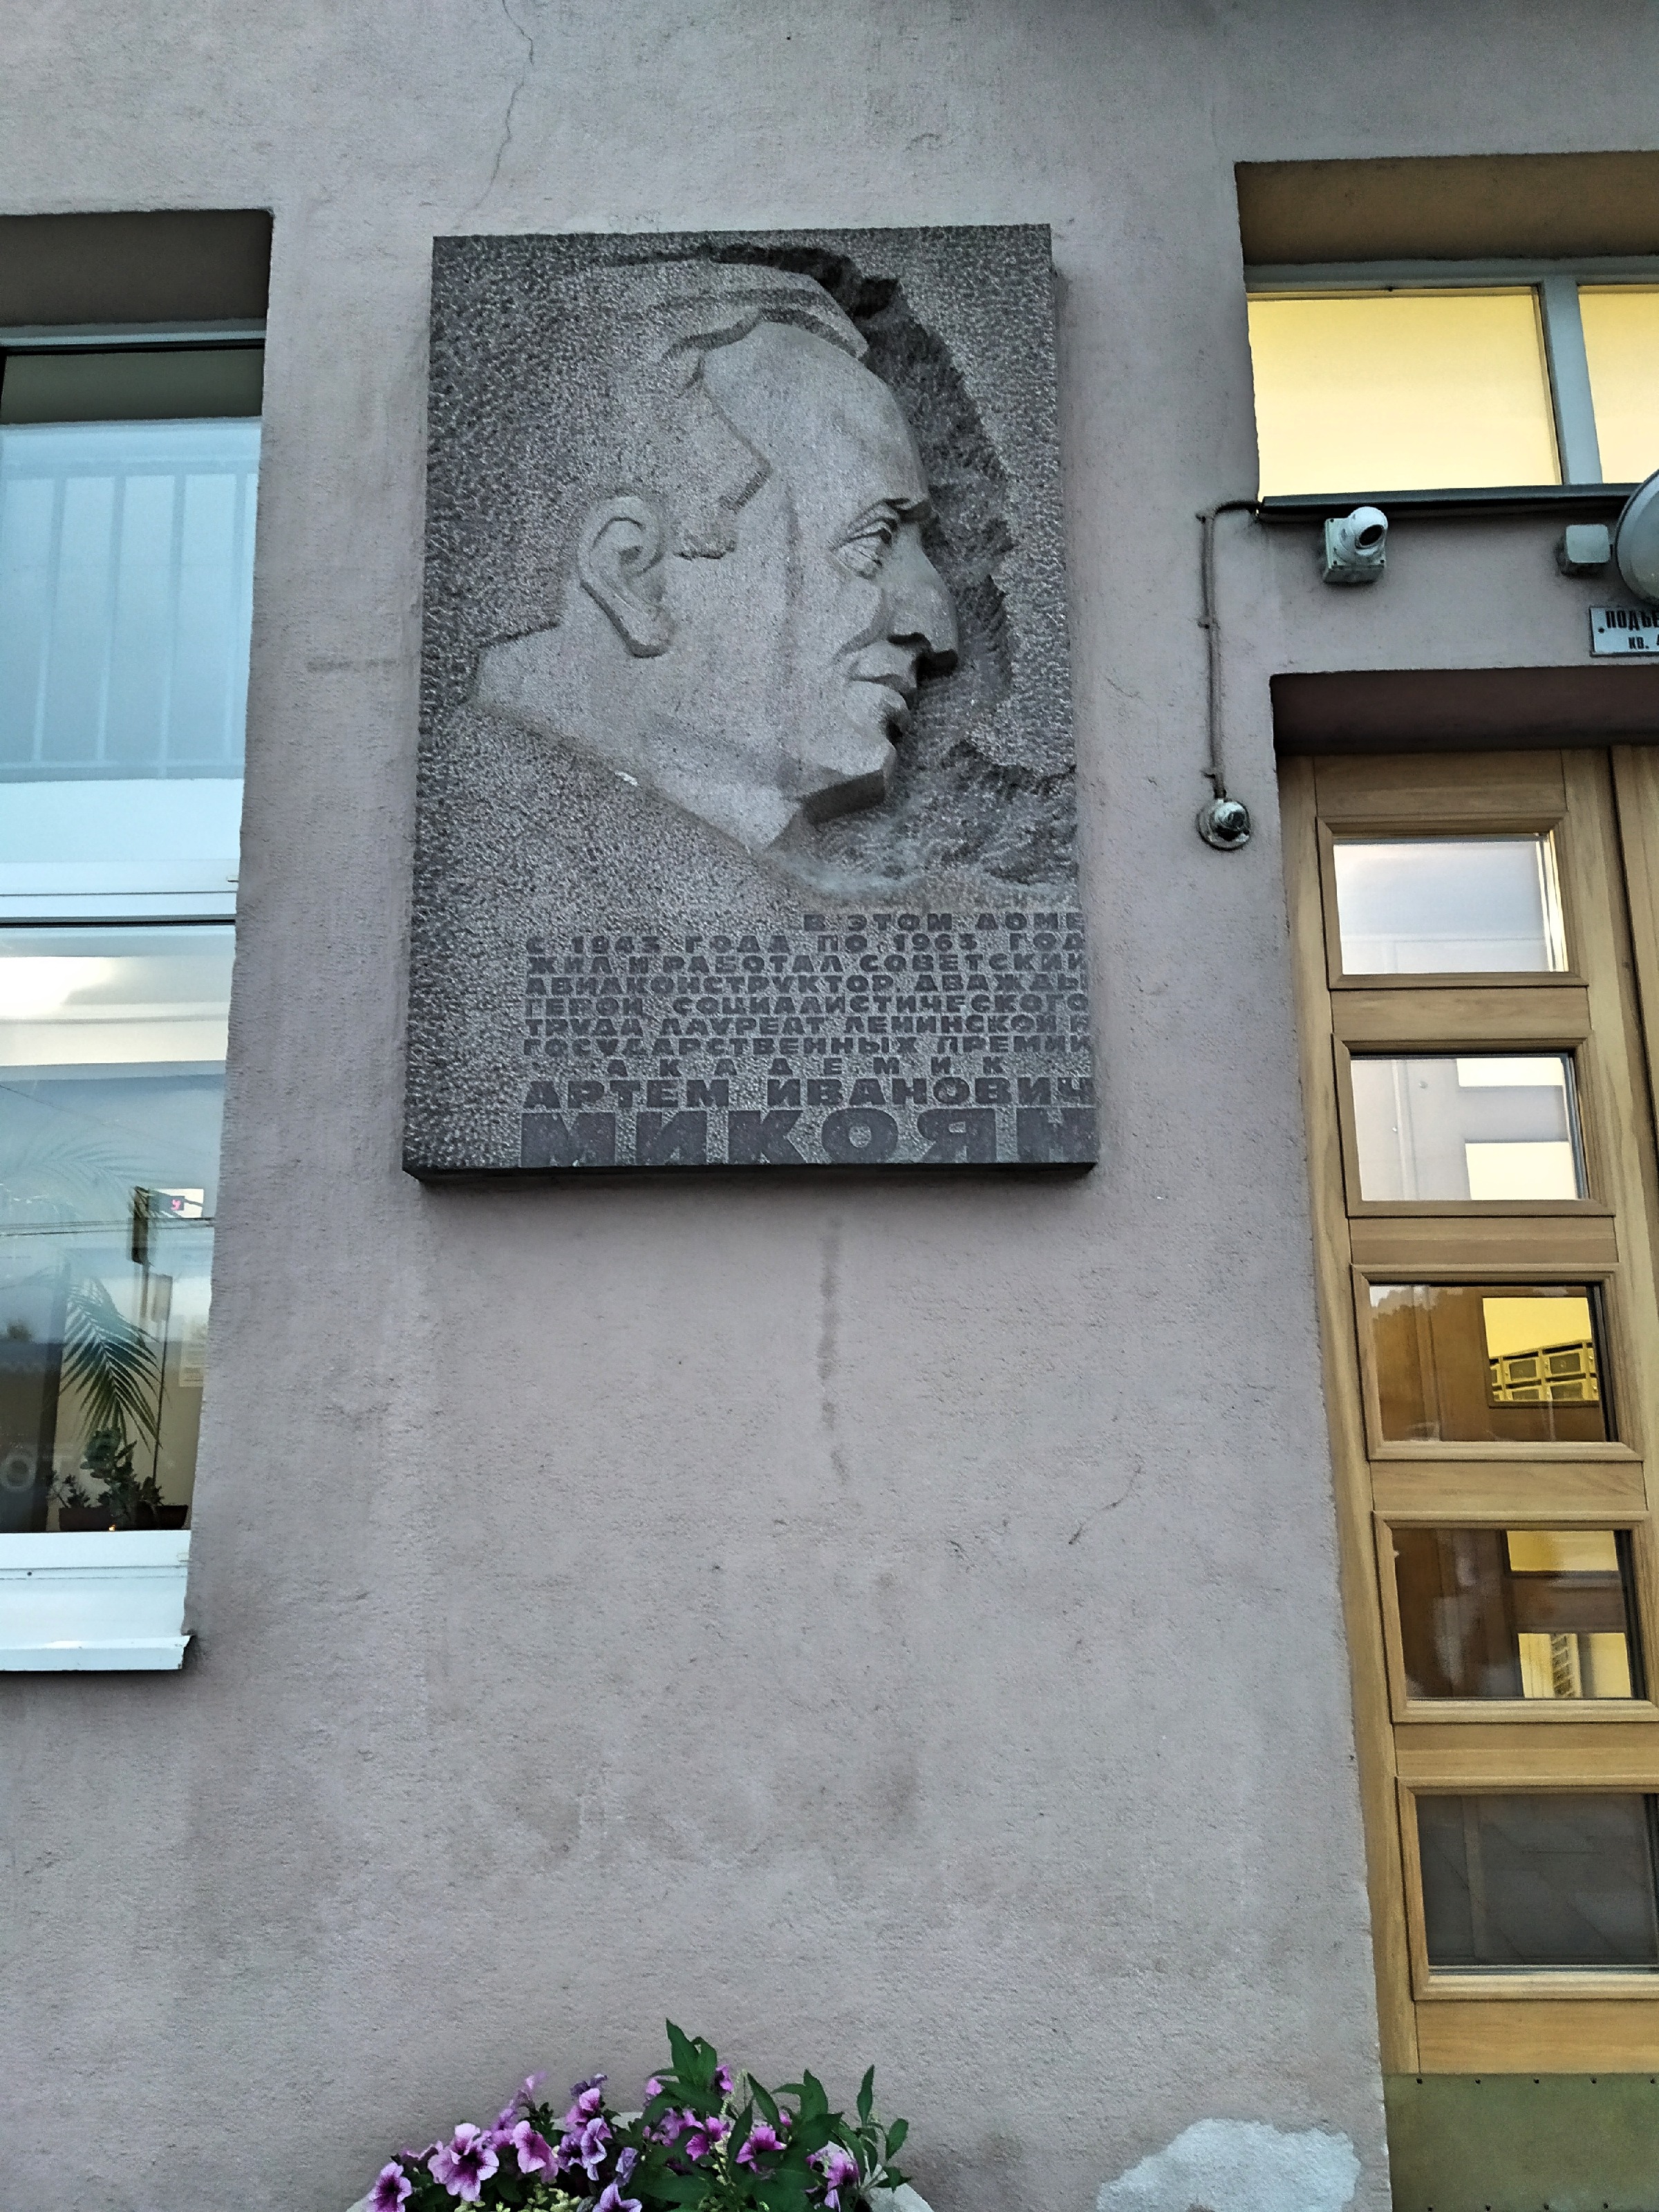 В ЭТОМ ДОМЕ
С 1943 ГОДА ПО 1963 ГОД
ЖИЛ И РАБОТАЛ СОВЕТСКИЙ
АВИАКОНСТРУКТОР, ДВАЖДЫ
ГЕРОЙ СОЦИАЛИСТИЧЕСКОГО
ТРУДА, ЛАУРЕАТ ЛЕНИНСКОЙ И
ГОСУДАРСТВЕННЫХ ПРЕМИЙ
АКАДЕМИК
АРТЕМ ИВАНОВИЧ
МИКОЯН
КВ.